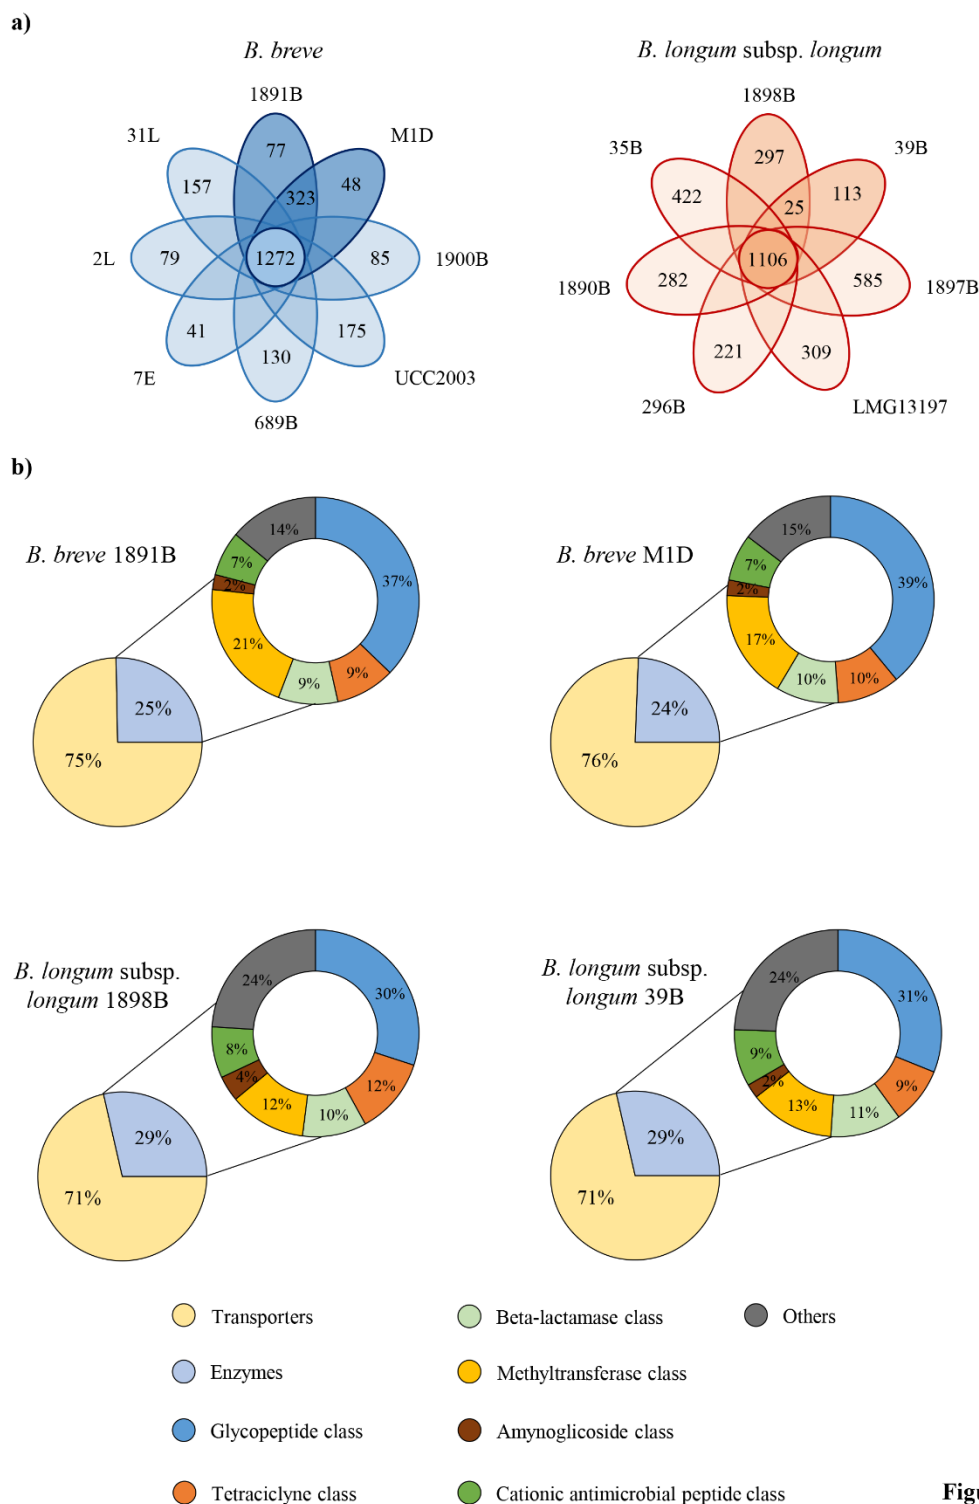 a)
B. breve
B. longum subsp. longum
1891B
1898B
31L
M1D
35B
39B
77
297
157
48
422
113
323
25
2L
79
1272
85
1900B
1106
1890B
282
585
1897B
41
175
130
221
309
7E
UCC2003
296B
LMG13197
689B
b)
14%
15%
B. breve 1891B
7%
37%
B. breve M1D
7%
39%
2%
2%
21%
17%
9%
9%
10%
10%
25%
24%
75%
76%
B. longum subsp.
longum 1898B
24%
30%
B. longum subsp.
longum 39B
24%
31%
8%
9%
4%
12%
2%
9%
12%
10%
13%
11%
29%
29%
71%
71%
Transporters
Beta-lactamase class
Others
Enzymes
Methyltransferase class
Glycopeptide class
Amynoglicoside class
Tetraciclyne class
Cationic antimicrobial peptide class